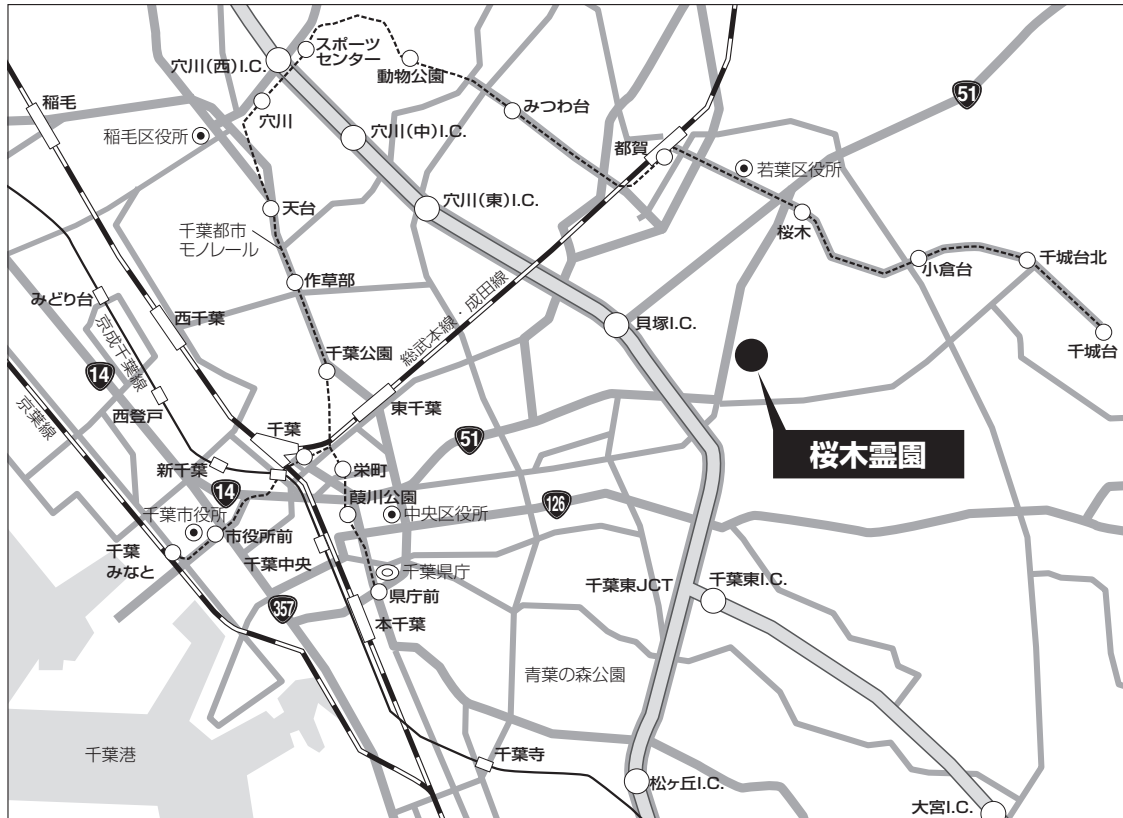 スポーツ
センター
穴川(西)I.C.
動物公園
51
稲毛
穴川
みつわ台
稲毛区役所
穴川(中)I.C.
都賀
若葉区役所
穴川(東)I.C.
天台
桜木
千葉都市
モノレール
小倉台
千城台北
作草部
みどり台
総武本線・成田線
西千葉
貝塚I.C.
千城台
京成千葉線
千葉公園
14
京葉線
西登戸
東千葉
千葉
51
桜木霊園
新千葉
栄町
14
葭川公園
126
中央区役所
千葉市役所
市役所前
千葉
みなと
千葉中央
千葉県庁
千葉東JCT
千葉東I.C.
県庁前
357
本千葉
青葉の森公園
千葉港
千葉寺
松ヶ丘I.C.
大宮I.C.